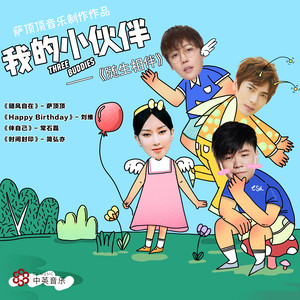 萨顶顶音乐制作作品
我的小伙伴
THREE
BUDDIES
——《随生相伴》
《随风自在》- 萨顶顶
《Happy Birthday》- 刘维
《伴自己》- 常石磊
《时间封印》- 简弘亦
中英音乐